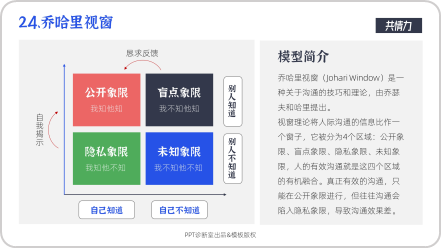 24.乔哈里视窗
共情力
恳求反馈
公开象限
我知他知
盲点象限
我不知他知
别人知道
自我揭示
隐私象限
我知他不知
未知象限
我不知他不知
别人不知道
自己知道
自己不知道
模型简介
乔哈里视窗（Johari Window）是一
种关于沟通的技巧和理论，由乔瑟
夫和哈里提出。
视窗理论将人际沟通的信息比作一
个窗子，它被分为4个区域：公开象
限、盲点象限、隐私象限、未知象
限，人的有效沟通就是这四个区域
的有机融合。真正有效的沟通，只
能在公开象限进行，但往往沟通会
陷入隐私象限，导致沟通效果差。
PPT诊断室出品&模板版权